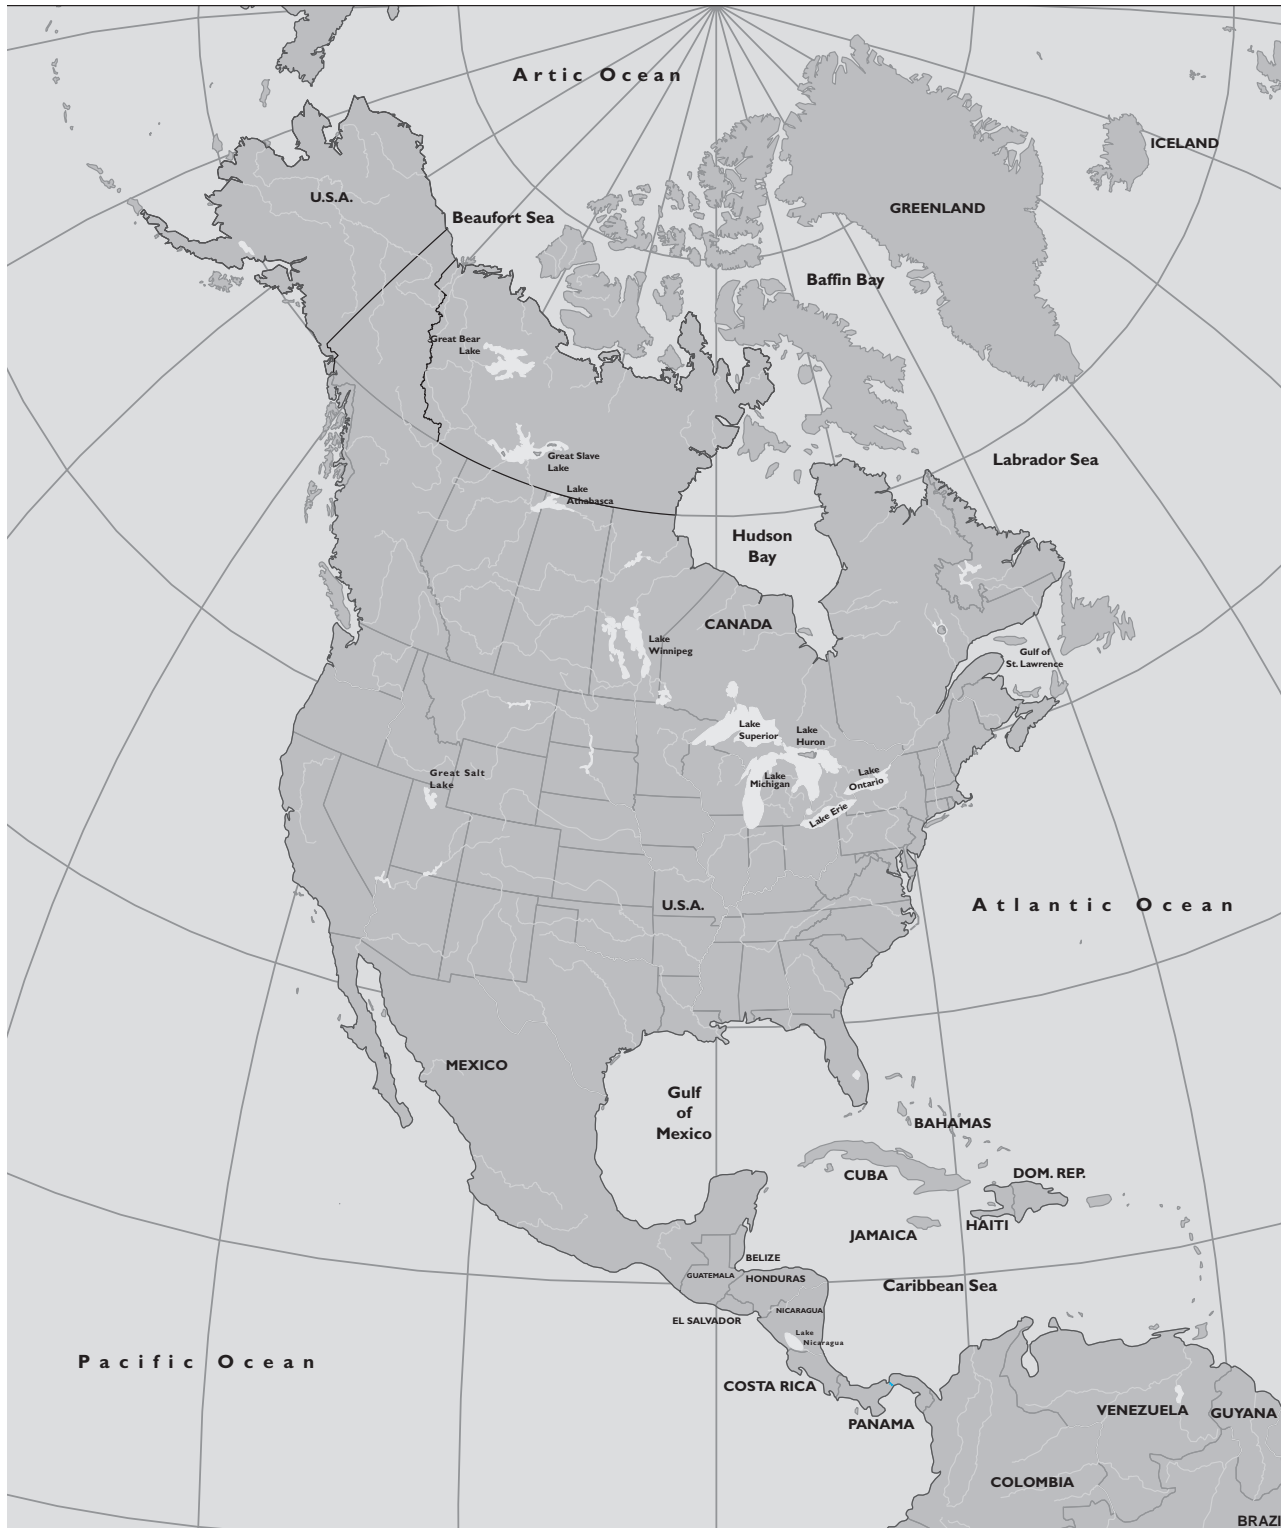 Artic Ocean
ICELAND
U.S.A.
GREENLAND
Beaufort Sea
Baffin Bay
Great Bear
Lake
Great Slave
Lake
Labrador Sea
Lake
Athabasca
Hudson
Bay
CANADA
Lake
Winnipeg
Gulf of
St. Lawrence
Lake
Superior
Lake
Huron
Great Salt
Lake
Lake
Michigan
Lake
Ontario
Lake Erie
U.S.A.
Atlantic Ocean
MEXICO
Gulf
of
Mexico
BAHAMAS
CUBA
DOM. REP.
HAITI
JAMAICA
BELIZE
GUATEMALA
HONDURAS
Caribbean Sea
NICARAGUA
EL SALVADOR
Lake
Nicaragua
Pacific Ocean
COSTA RICA
PANAMA
VENEZUELA
GUYANA
COLOMBIA
BRAZI